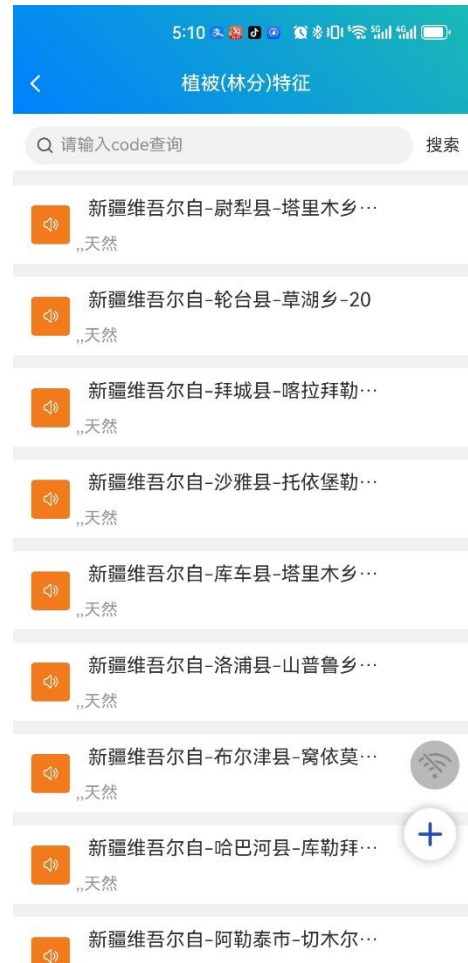 5:10
植被(林分)特征
请输入code查询 搜索
新疆维吾尔自-尉犁县-塔里木乡…
,,天然
新疆维吾尔自-轮台县-草湖乡-20
,,天然
新疆维吾尔自-拜城县-喀拉拜勒…
,,天然
新疆维吾尔自-沙雅县-托依堡勒…
,,天然
新疆维吾尔自-库车县-塔里木乡…
,,天然
新疆维吾尔自-洛浦县-山普鲁乡…
,,天然
新疆维吾尔自-布尔津县-窝依莫…
,,天然
新疆维吾尔自-哈巴河县-库勒拜…
,,天然
新疆维吾尔自-阿勒泰市-切木尔…